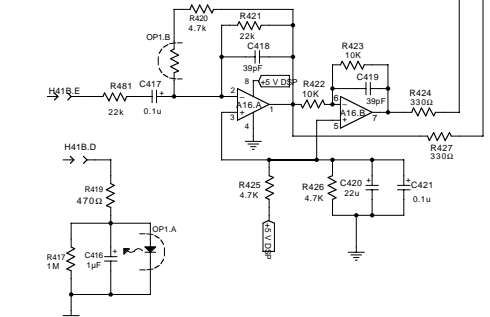 R420
4.7k
R421
22k
OP1.B
C418
39pF
8
+5 V DSP
R423
10K
C419
39pF
H41B.E
R481
22k
C417
+
0.1u
2
-
A16.A
1
3
+
4
R422
10K
6
-
A16.B
7
5
+
R424
330Ω
R427
330Ω
H41B.D
R419
470Ω
R425
4.7K
R426
4.7K
C420
22u
+
+
C421
0.1u
+5 V DSP
OP1.A
R417
1M
C416
1µF
+